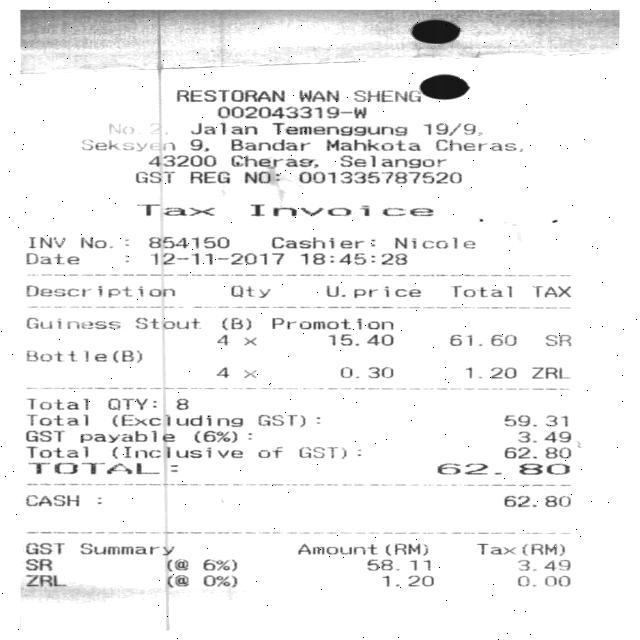 RESTORAN WAN SHENG
002043319-W
No.2, Jalan Temenggung 19/9,
Seksyen 9, Bandar Mahkota Cheras,
43200 Cheras, Selangor
GST REG NO: 001335787520
Tax Invoice
INV No.: 854150 Cashier: Nicole
Date : 12-11-2017 18:45:28
Description Qty U.price Total TAX
Guiness Stout (B) Promotion
4 x 15.40 61.60 SR
Bottle(B)
4 x 0.30 1.20 ZRL
Total QTY: 8
Total (Excluding GST): 59.31
GST payable (6%): 3.49
Total (Inclusive of GST): 62.80
TOTAL: 62.80
CASH : 62.80
GST Summary Amount(RM) Tax(RM)
SR (@ 6%) 58.11 3.49
ZRL (@ 0%) 1.20 0.00